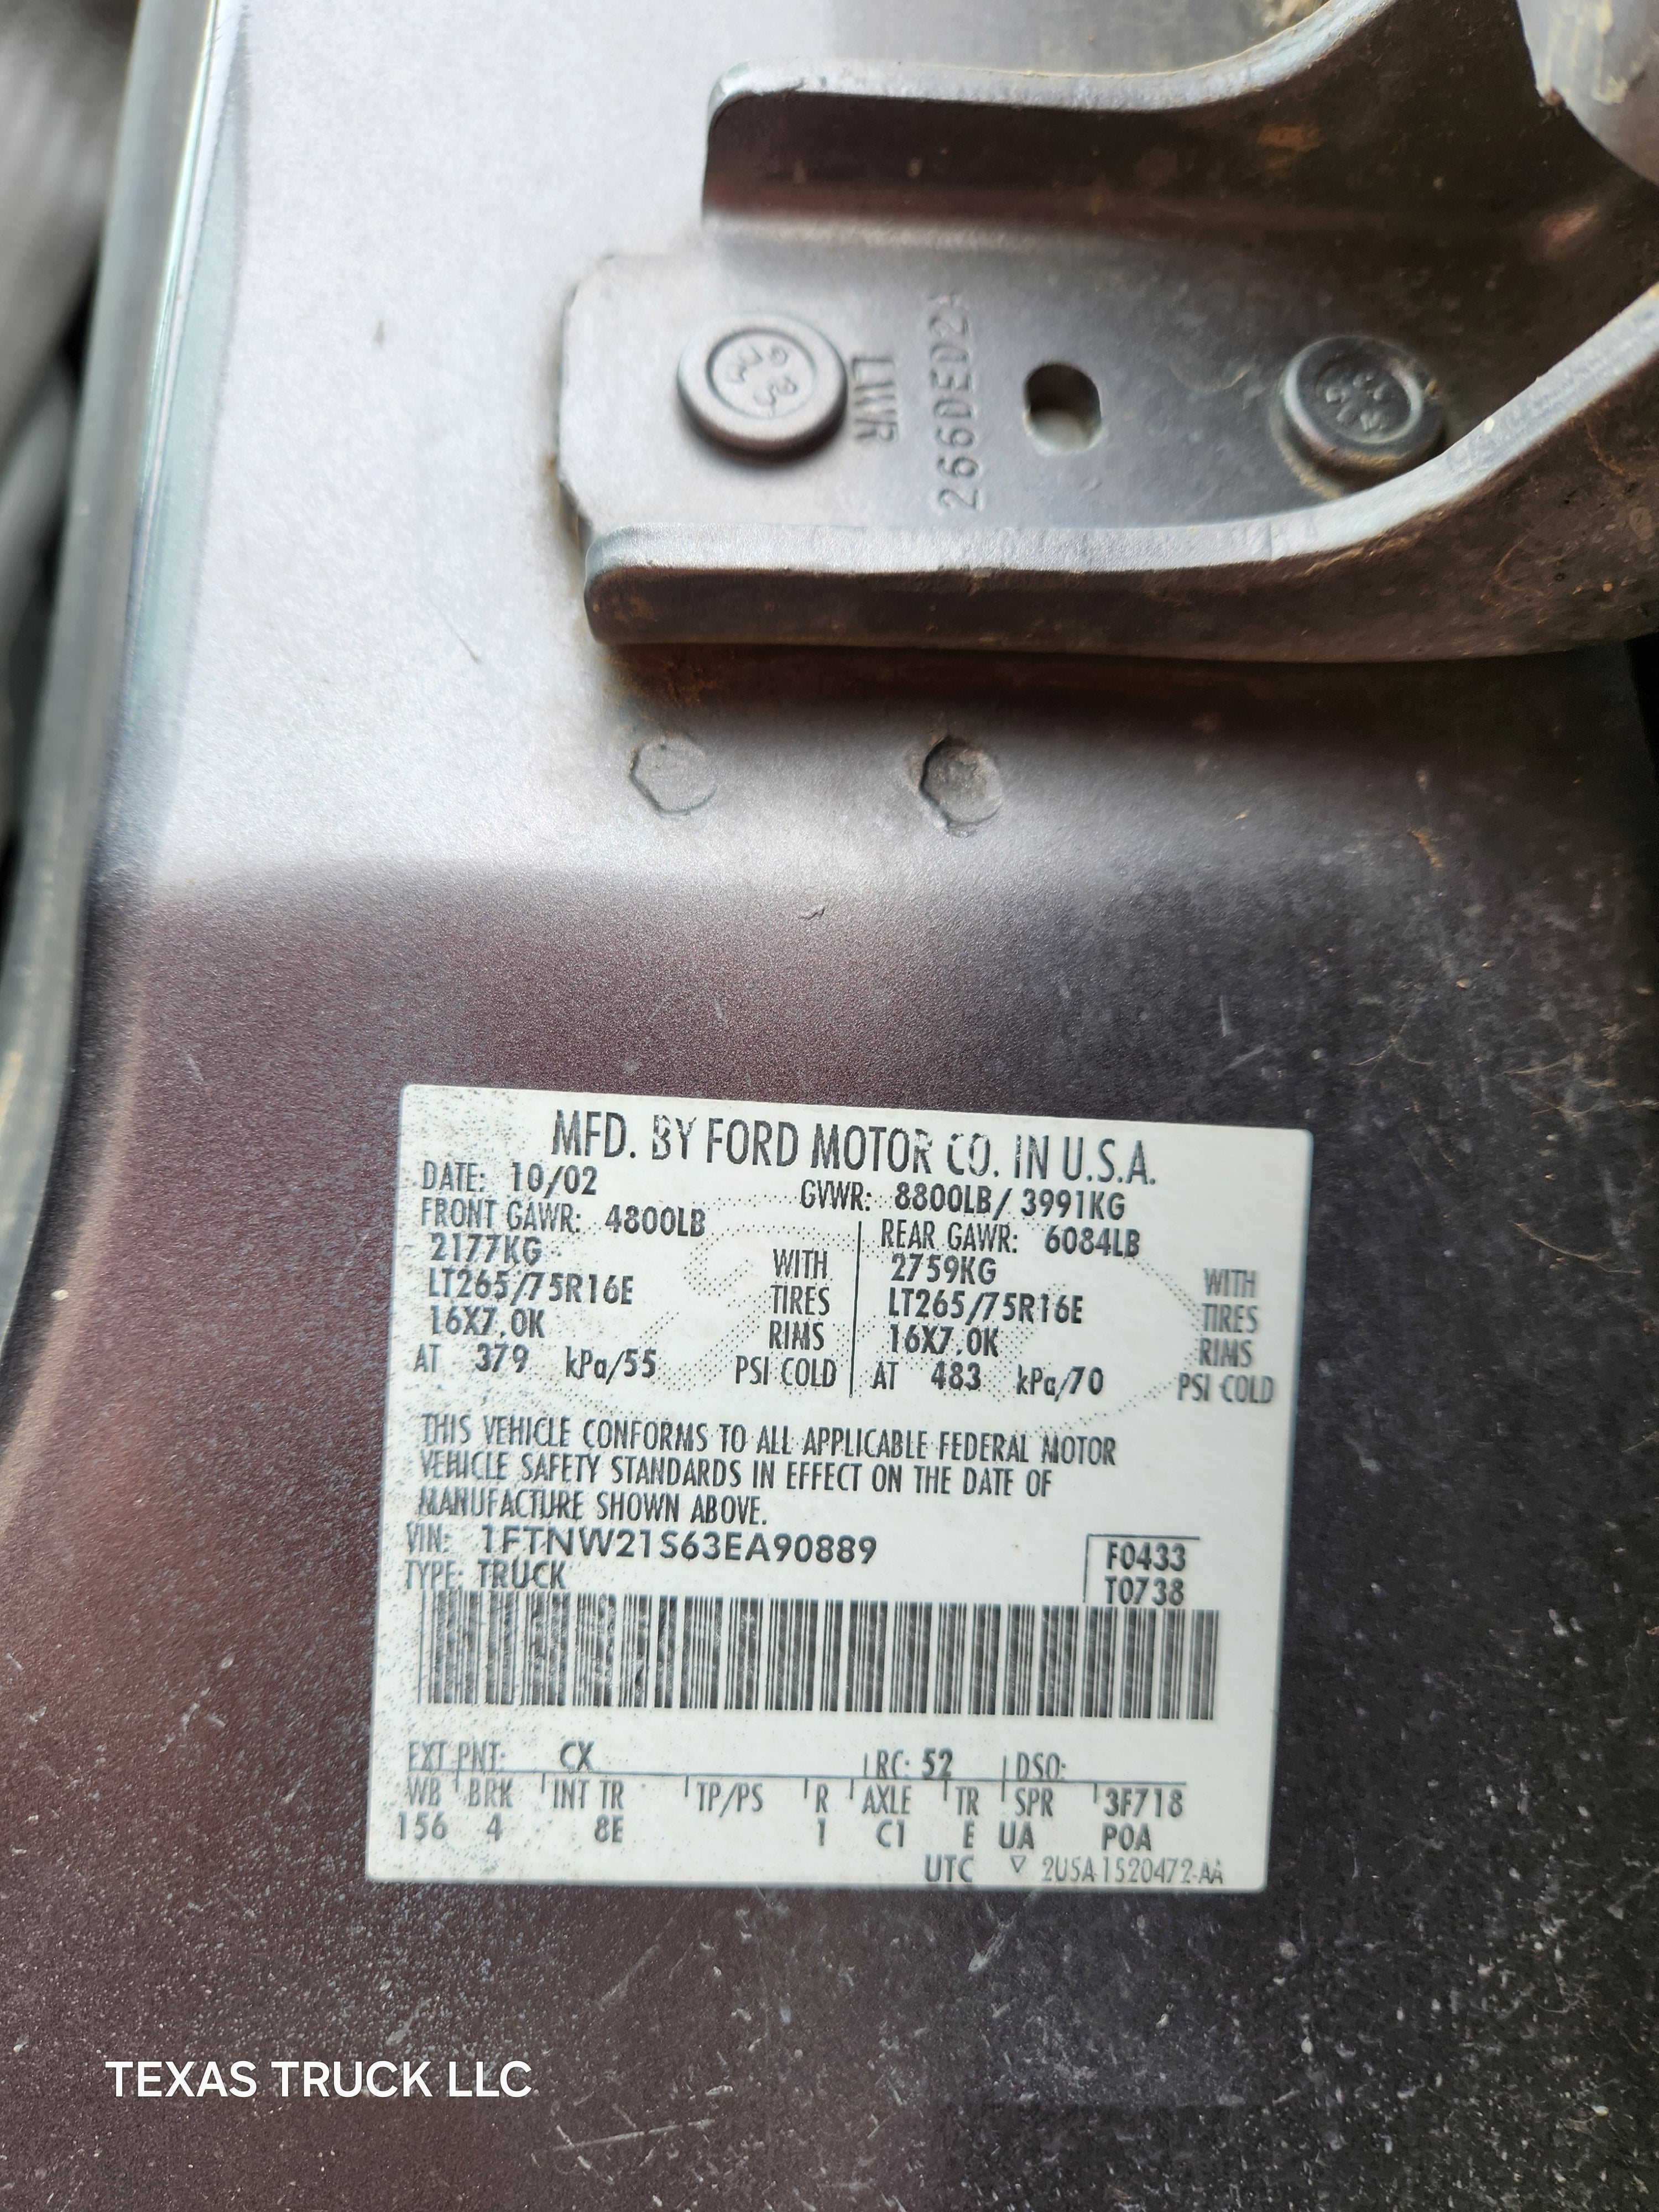 LWR
MFD. BY FORD MOTOR CO. IN U.S.A.
DATE: 10/02 GVWR: 8800LB/ 3991KG
FRONT GAWR: 4800LB REAR GAWR: 6084LB
2177KG WITH 2759KG WITH
LT265/75R16E TIRES LT265/75R16E TIRES
16X7.0K RIMS 16X7.0K RIMS
AT 379 kPa/55 PSI COLD AT 483 kPa/70 PSI COLD
THIS VEHICLE CONFORMS TO ALL APPLICABLE FEDERAL MOTOR
VEHICLE SAFETY STANDARDS IN EFFECT ON THE DATE OF
MANUFACTURE SHOWN ABOVE.
VIN: 1FTNW21S63EA90889 F0433
TYPE: TRUCK T0738
EXT PNT: CX RC: 52 DSO:
WB BRK INT TR TP/PS R AXLE TR SPR 3F718
156 4 8E 1 C1 E UA POA
UTC ▽ 2U5A-1520472-AA
TEXAS TRUCK LLC